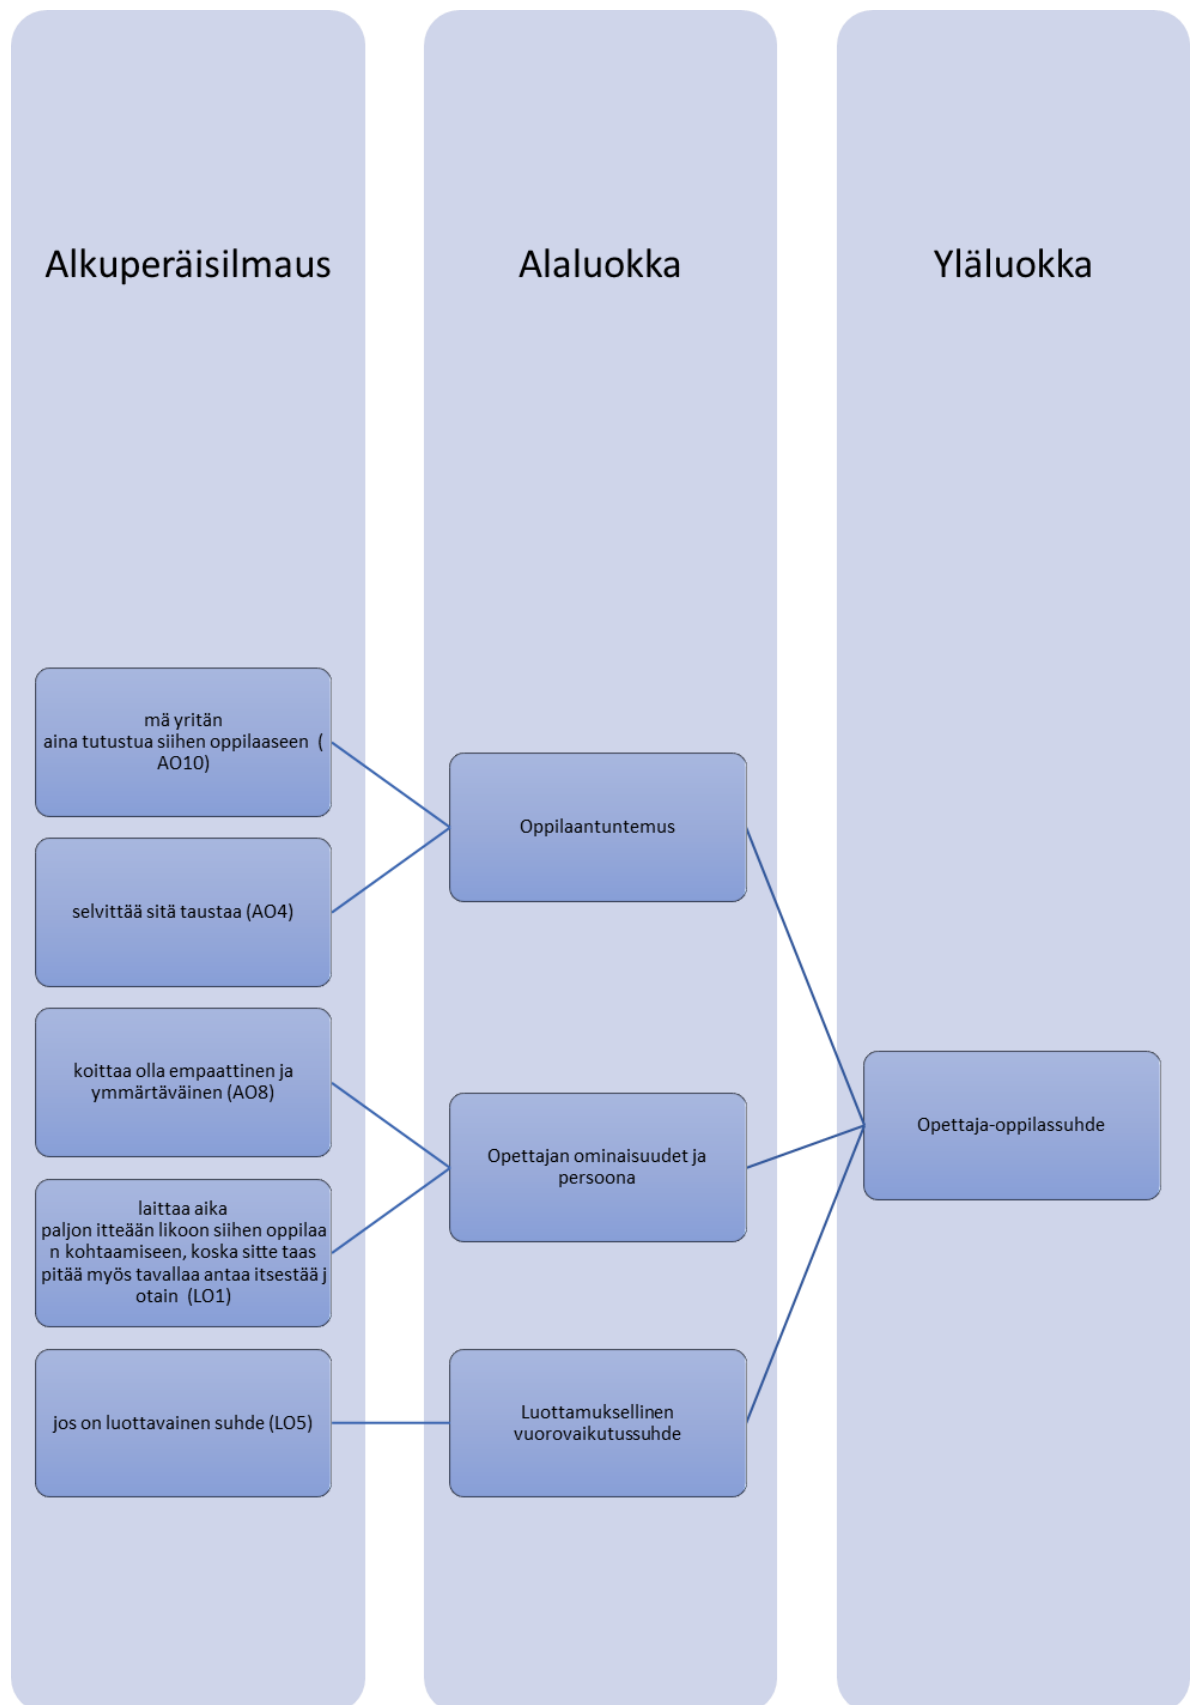 Alkuperäisilmaus
Alaluokka
Yläluokka
mä yritän
aina tutustua siihen oppilaaseen (
AO10)
selvittää sitä taustaa (AO4)
koittaa olla empaattinen ja
ymmärtäväinen (AO8)
laittaa aika
paljon itteään likoon siihen oppilaa
n kohtaamiseen, koska sitte taas
pitää myös tavallaa antaa itsestää j
otain (LO1)
jos on luottavainen suhde (LO5)
Oppilaantuntemus
Opettajan ominaisuudet ja
persoona
Luottamuksellinen
vuorovaikutussuhde
Opettaja-oppilassuhde